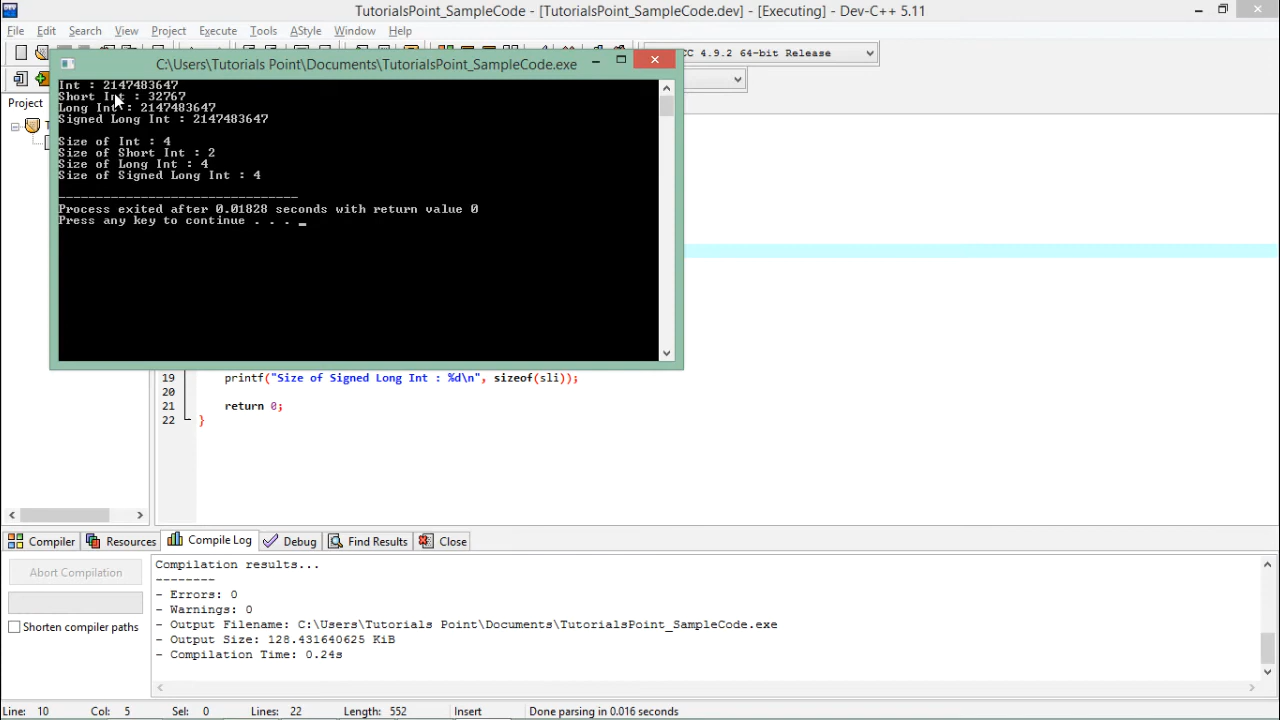 TutorialsPoint_SampleCode - [TutorialsPoint_SampleCode.dev] - [Executing] - Dev-C++ 5.11
File Edit Search View Project Execute Tools AStyle Window Help
CC 4.9.2 64-bit Release
C:\Users\Tutorials Point\Documents\TutorialsPoint_SampleCode.exe
Project
Int : 2147483647
Short Int : 32767
Long Int : 2147483647
Signed Long Int : 2147483647
Size of Int : 4
Size of Short Int : 2
Size of Long Int : 4
Size of Signed Long Int : 4
--------------------------------
Process exited after 0.01828 seconds with return value 0
Press any key to continue . . . _
19 printf("Size of Signed Long Int : %d\n", sizeof(sli));
20
21 return 0;
22 }
Compiler Resources Compile Log Debug Find Results Close
Abort Compilation
Shorten compiler paths
Compilation results...
--------
- Errors: 0
- Warnings: 0
- Output Filename: C:\Users\Tutorials Point\Documents\TutorialsPoint_SampleCode.exe
- Output Size: 128.431640625 KiB
- Compilation Time: 0.24s
Line: 10 Col: 5 Sel: 0 Lines: 22 Length: 552 Insert Done parsing in 0.016 seconds